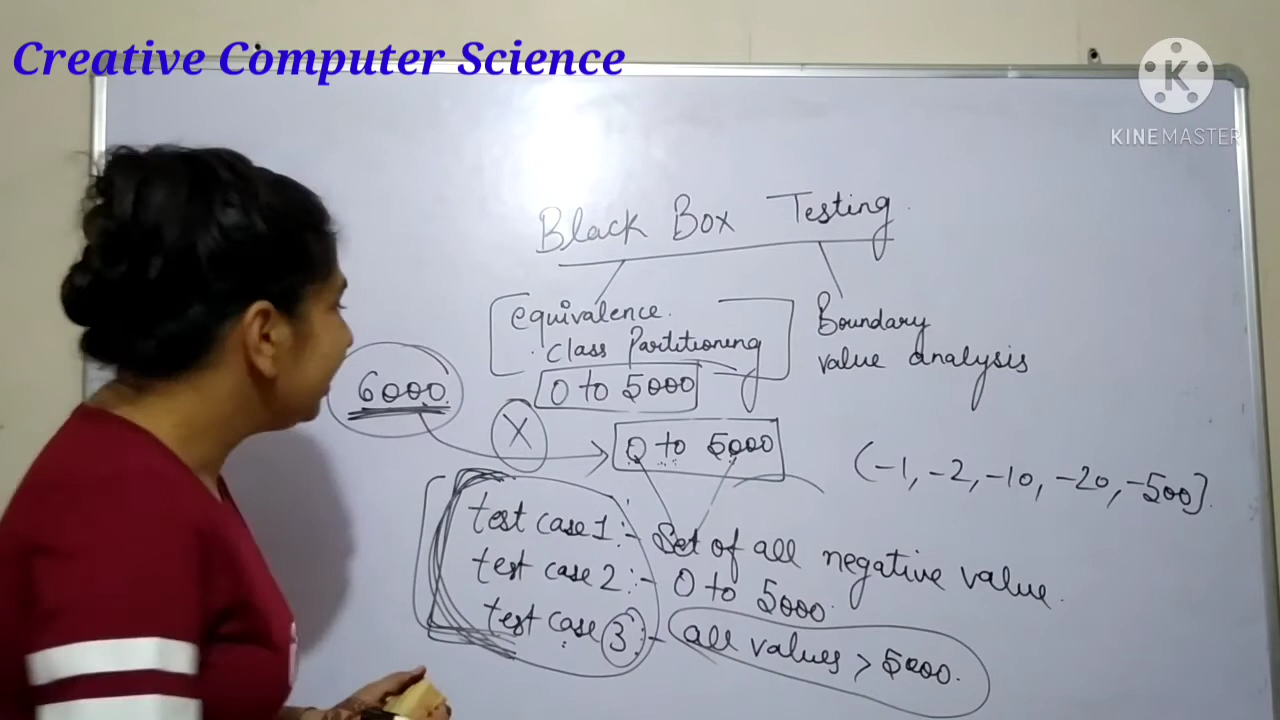 Creative Computer Science
KINEMASTER
Black Box Testing
equivalence
class Partitioning
Boundary
value analysis
0 to 5000
6000
X
0 to 5000
(-1, -2, -10, -20, -500]
test case 1:- Set of all negative value.
test case 2:- 0 to 5000.
test case 3:- all values > 5000.